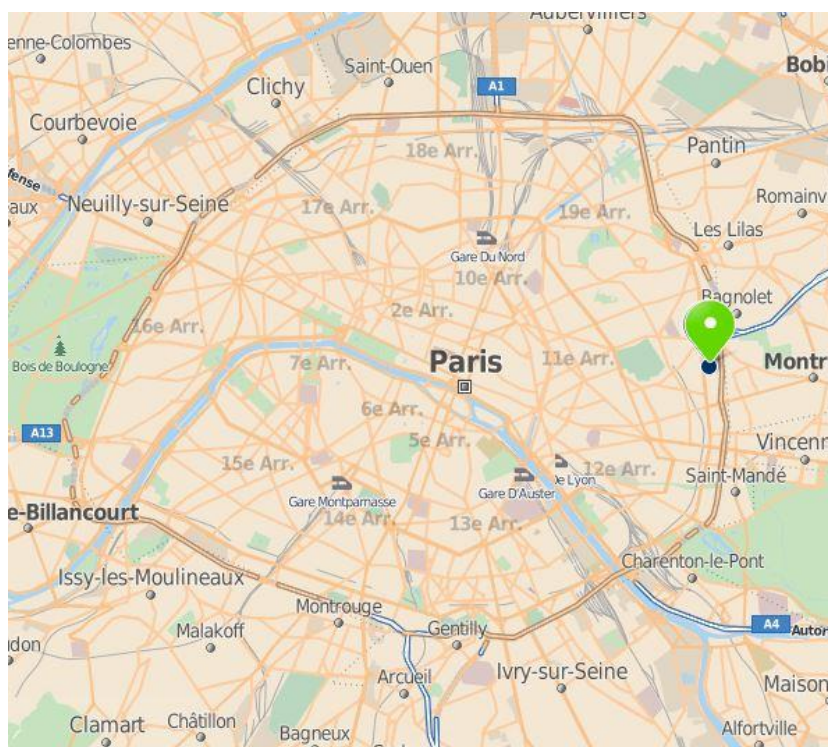 Aubervilliers
enne-Colombes
Saint-Ouen
Bobi
Clichy
A1
Courbevoie
18e Arr.
Pantin
fense
eaux
Neuilly-sur-Seine
17e Arr.
19e Arr.
Romainv
Les Lilas
Gare Du Nord
10e Arr.
Bagnolet
2e Arr.
16e Arr.
Bois de Boulogne
7e Arr.
Paris
11e Arr.
Montr
6e Arr.
A13
5e Arr.
Vincenn
15e Arr.
12e Arr.
De Lyon
Saint-Mandé
Gare Montparnasse
Gare D'Auster
e-Billancourt
14e Arr.
13e Arr.
Charenton-le-Pont
Issy-les-Moulineaux
Montrouge
A4
Autor
Malakoff
Gentilly
udon
Arcueil
Ivry-sur-Seine
Maison
Clamart
Châtillon
Bagneux
Alfortville